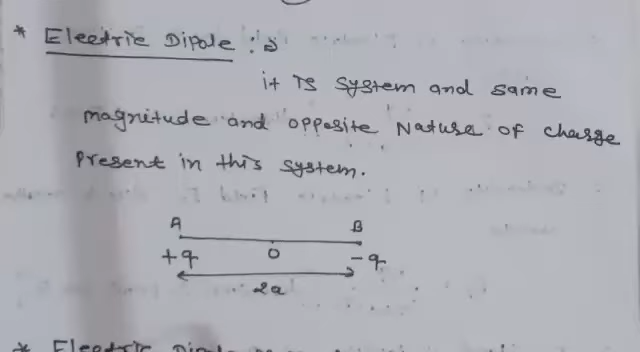 * Electric Dipole :→
it is system and same
magnitude and opposite Nature of charge
present in this system.
A B
+q O -q
2a
* Electric Dipole